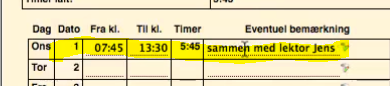 Dag Dato Fra kl. Til kl. Timer Eventuel bemærkning
Ons 1 07:45 13:30 5:45 sammen med lektor Jens
Tor 2